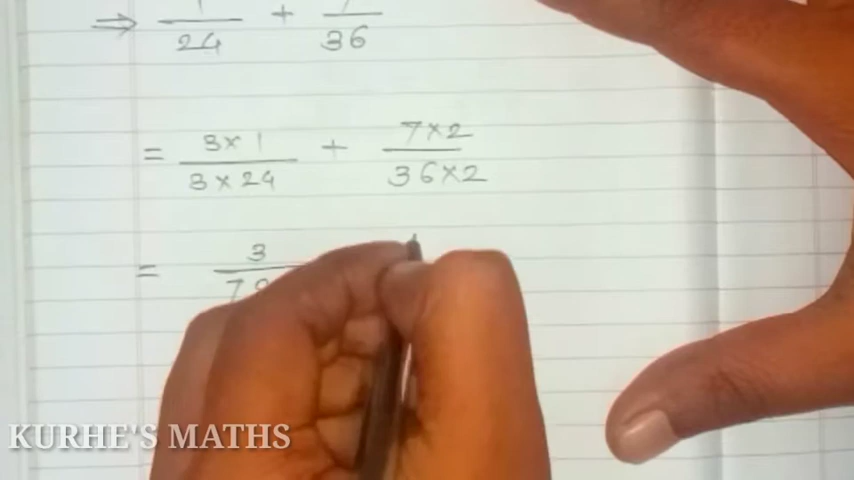 ⇒ 1/24 + 7/36
= 3×1/3×24 + 7×2/36×2
= 3/7
KURHE'S MATHS